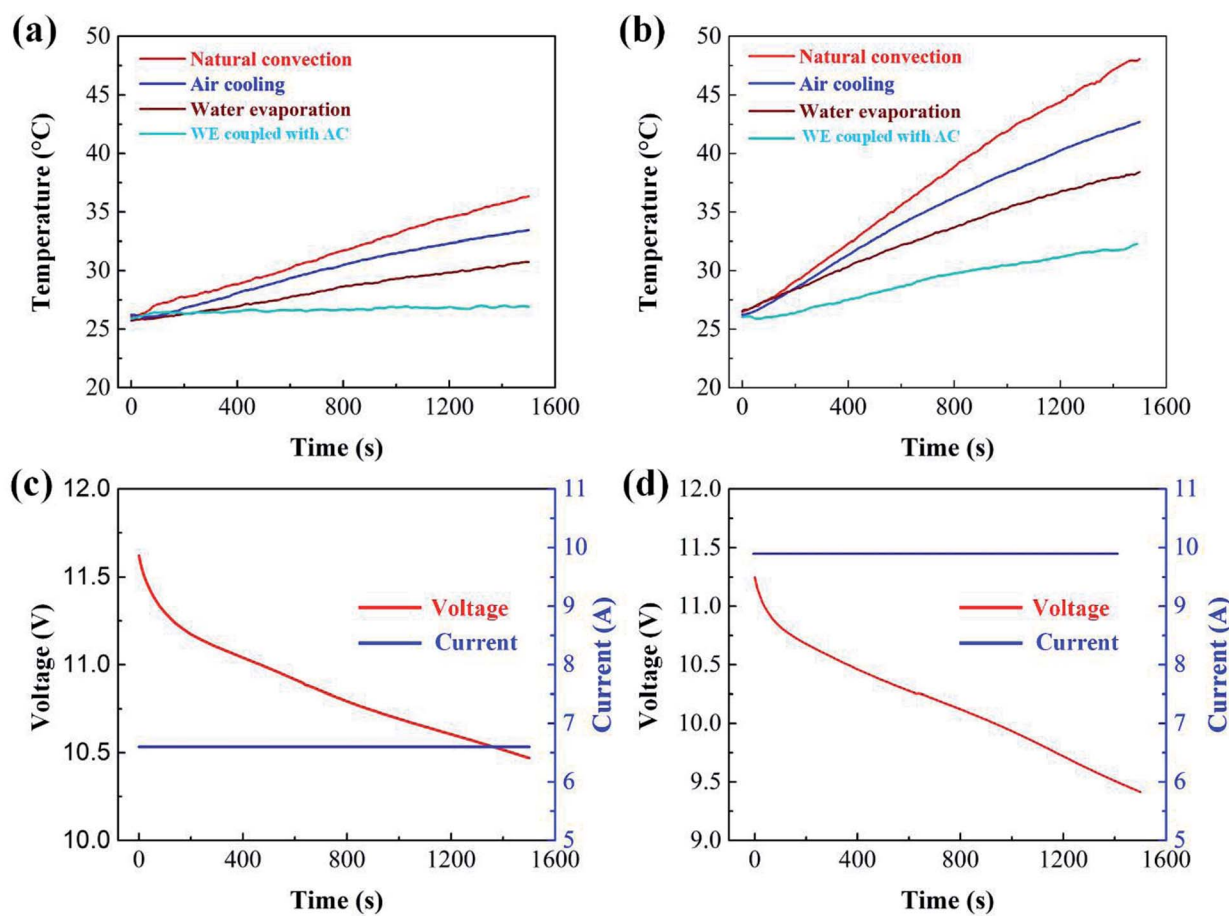 (a)
50
45
40
35
30
25
20
Temperature (°C)
Natural convection
Air cooling
Water evaporation
WE coupled with AC
0
400
800
1200
1600
Time (s)
(b)
50
45
40
35
30
25
20
Temperature (°C)
Natural convection
Air cooling
Water evaporation
WE coupled with AC
0
400
800
1200
1600
Time (s)
(c)
12.0
11.5
11.0
10.5
10.0
Voltage (V)
Voltage
Current
11
10
9
8
7
6
5
Current (A)
0
400
800
1200
1600
Time (s)
(d)
12.0
11.5
11.0
10.5
10.0
9.5
9.0
Voltage (V)
Voltage
Current
11
10
9
8
7
6
5
Current (A)
0
400
800
1200
1600
Time (s)